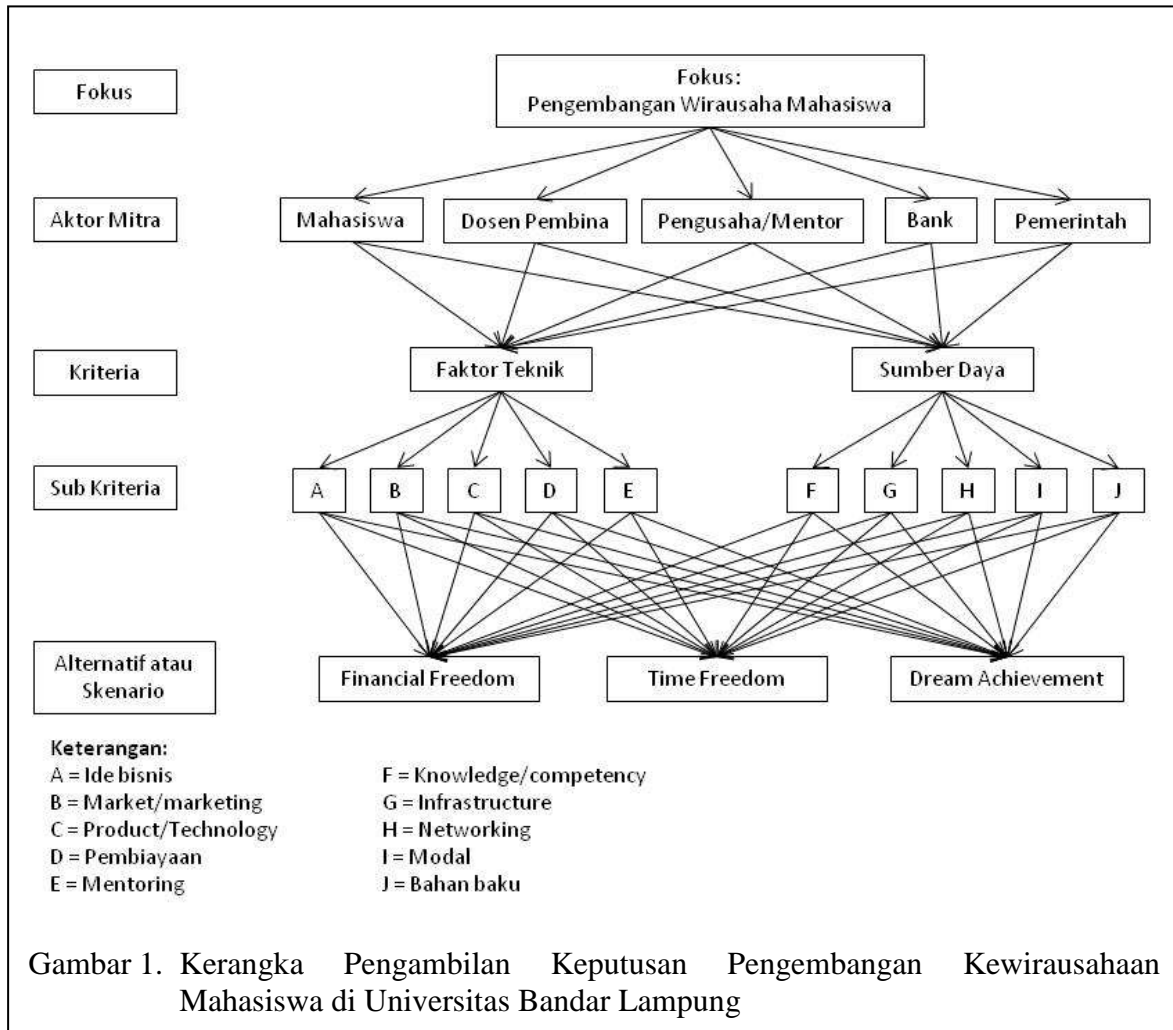 Fokus
Fokus:
Pengembangan Wirausaha Mahasiswa
Aktor Mitra
Mahasiswa
Dosen Pembina
Pengusaha/Mentor
Bank
Pemerintah
Kriteria
Faktor Teknik
Sumber Daya
Sub Kriteria
A
B
C
D
E
F
G
H
I
J
Alternatif atau
Skenario
Financial Freedom
Time Freedom
Dream Achievement
Keterangan:
A = Ide bisnis
B = Market/marketing
C = Product/Technology
D = Pembiayaan
E = Mentoring
F = Knowledge/competency
G = Infrastructure
H = Networking
I = Modal
J = Bahan baku
Gambar 1. Kerangka Pengambilan Keputusan Pengembangan Kewirausahaan
Mahasiswa di Universitas Bandar Lampung